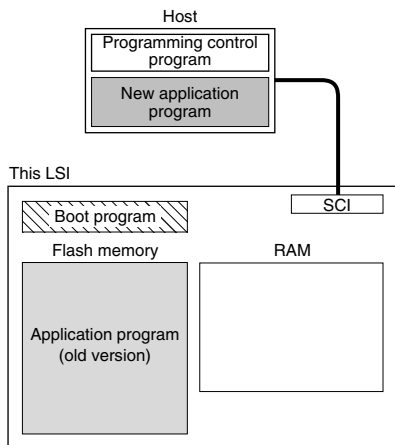 Host
Programming control
program
New application
program
This LSI
SCI
Boot program
Flash memory
RAM
Application program
(old version)